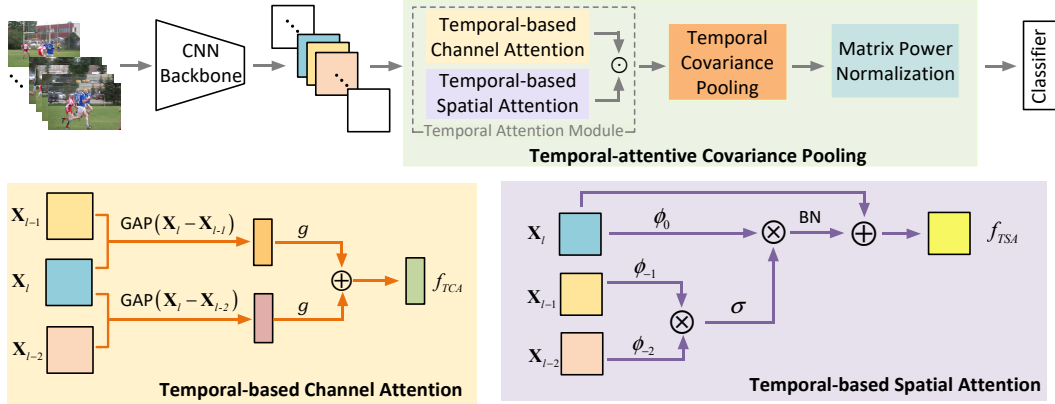 CNN
Backbone
Temporal-based
Channel Attention
Temporal-based
Spatial Attention
Temporal Attention Module
⊙
Temporal
Covariance
Pooling
Matrix Power
Normalization
Classifier
Temporal-attentive Covariance Pooling
X_{l-1}
X_l
X_{l-2}
GAP(X_l − X_{l-1})
GAP(X_l − X_{l-2})
g
g
⊕
f_{TCA}
Temporal-based Channel Attention
X_l
X_{l-1}
X_{l-2}
ϕ_0
ϕ_{−1}
ϕ_{−2}
⊗
σ
⊗
BN
⊕
f_{TSA}
Temporal-based Spatial Attention